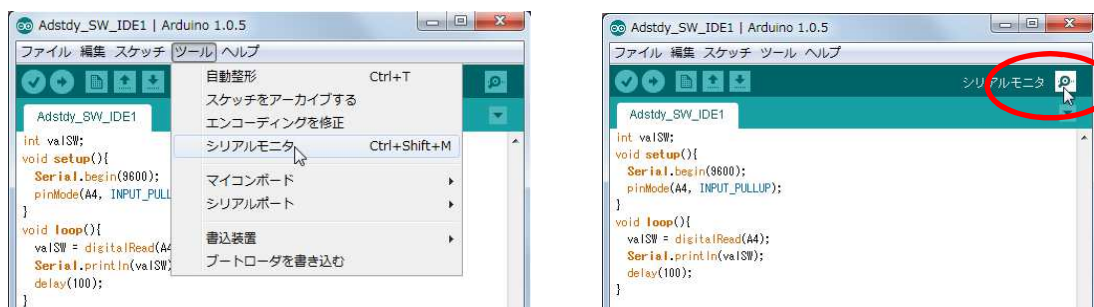 Adstdy_SW_IDE1 | Arduino 1.0.5
ファイル 編集 スケッチ ツール ヘルプ
自動整形 Ctrl+T
スケッチをアーカイブする
エンコーディングを修正
シリアルモニタ Ctrl+Shift+M
マイコンボード
シリアルポート
書込装置
ブートローダを書き込む
Adstdy_SW_IDE1
int valSW;
void setup(){
Serial.begin(9600);
pinMode(A4, INPUT_PULL
}
void loop(){
valSW = digitalRead(A4
Serial.println(valSW)
delay(100);
}
Adstdy_SW_IDE1 | Arduino 1.0.5
ファイル 編集 スケッチ ツール ヘルプ
シリアルモニタ
Adstdy_SW_IDE1
int valSW;
void setup(){
Serial.begin(9600);
pinMode(A4, INPUT_PULLUP);
}
void loop(){
valSW = digitalRead(A4);
Serial.println(valSW);
delay(100);
}